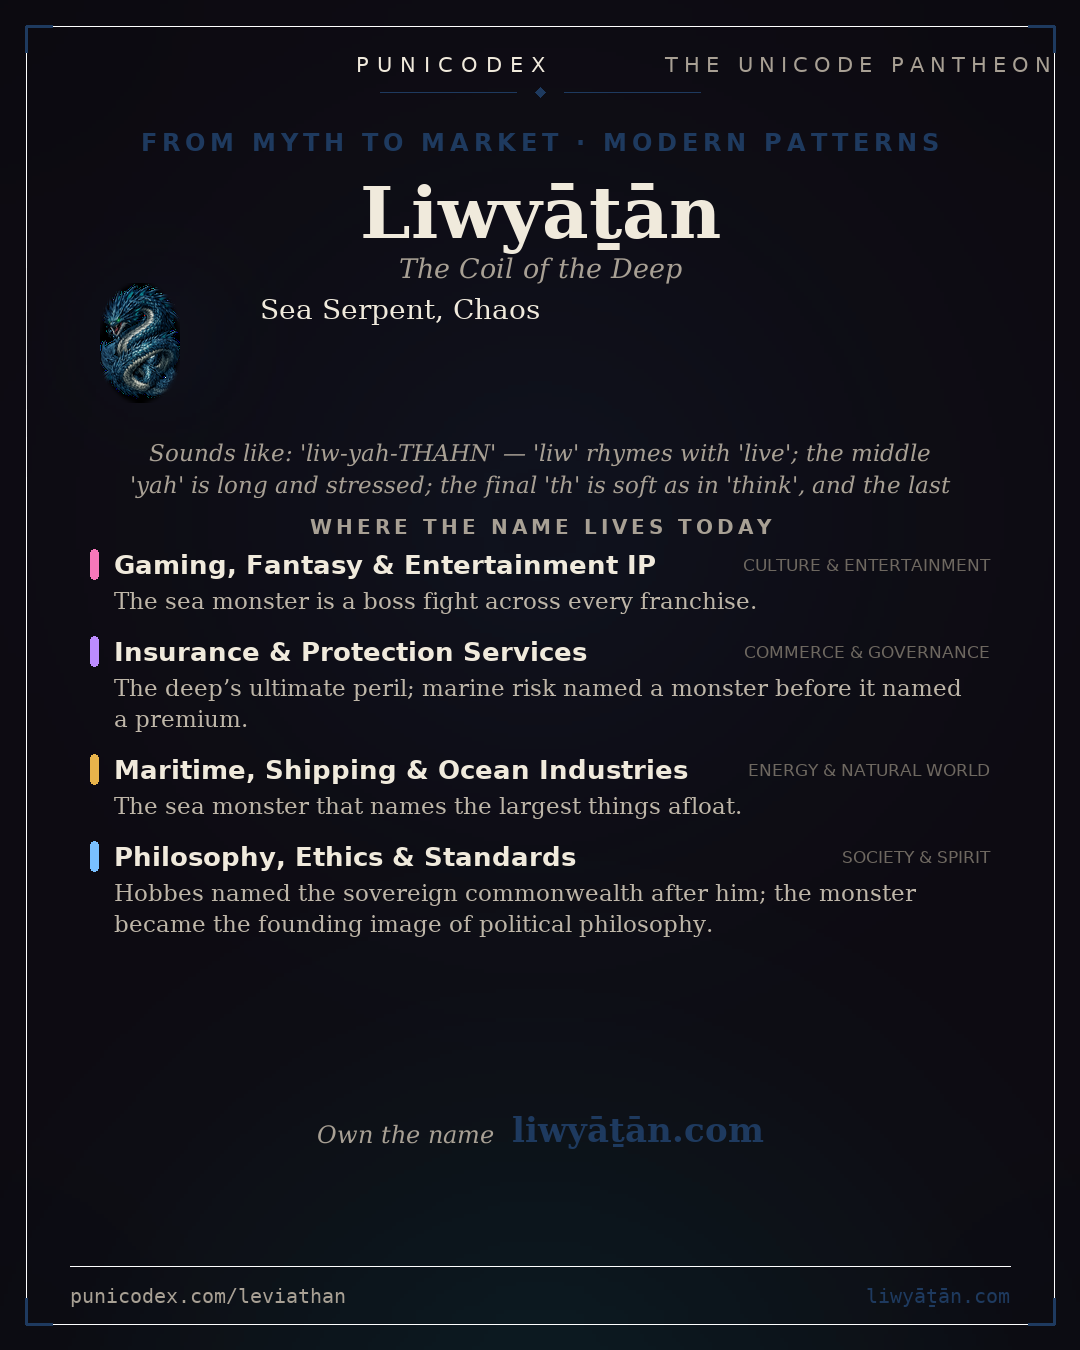 PUNICODEX THE UNICODE PANTHEON
FROM MYTH TO MARKET · MODERN PATTERNS
Liwyāṯān
The Coil of the Deep
Sea Serpent, Chaos
Sounds like: 'liw-yah-THAHN' — 'liw' rhymes with 'live'; the middle
'yah' is long and stressed; the final 'th' is soft as in 'think', and the last
WHERE THE NAME LIVES TODAY
Gaming, Fantasy & Entertainment IP CULTURE & ENTERTAINMENT
The sea monster is a boss fight across every franchise.
Insurance & Protection Services COMMERCE & GOVERNANCE
The deep’s ultimate peril; marine risk named a monster before it named
a premium.
Maritime, Shipping & Ocean Industries ENERGY & NATURAL WORLD
The sea monster that names the largest things afloat.
Philosophy, Ethics & Standards SOCIETY & SPIRIT
Hobbes named the sovereign commonwealth after him; the monster
became the founding image of political philosophy.
Own the name liwyāṯān.com
punicodex.com/leviathan liwyāṯān.com